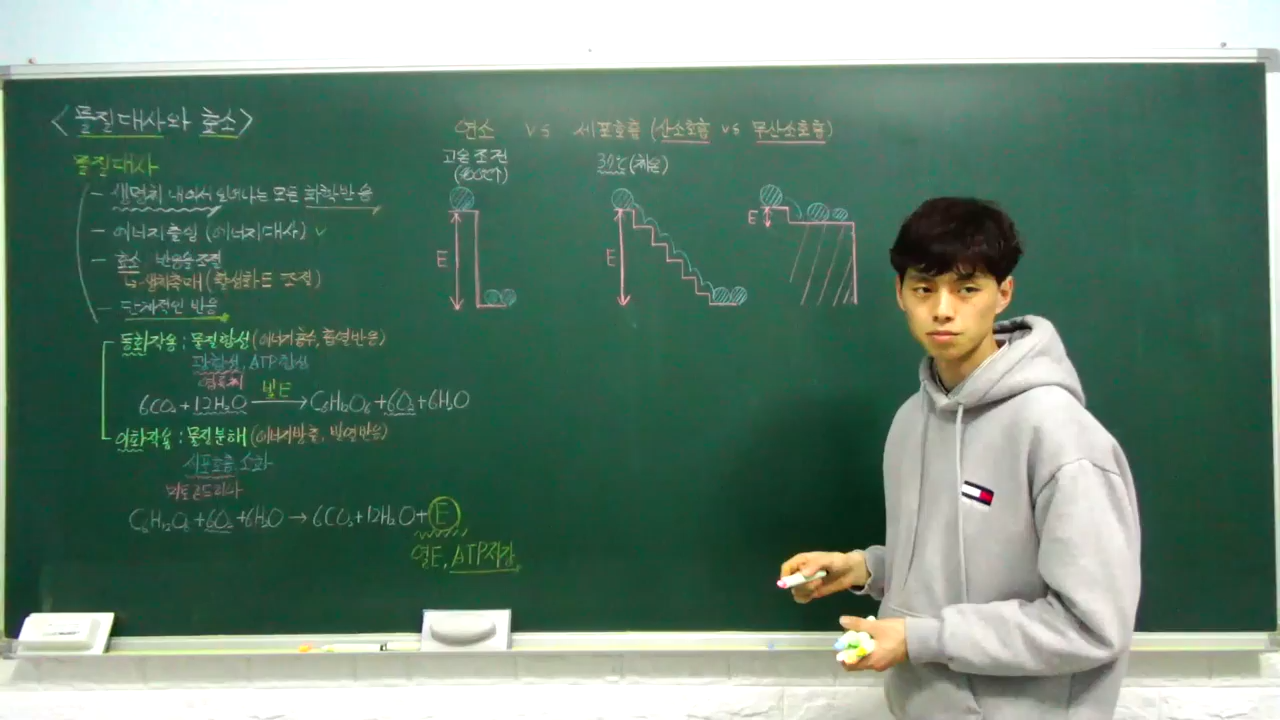 <물질대사와 효소>
물질대사
- 생명체 내에서 일어나는 모든 화학반응
- 에너지출입 (에너지대사) ✓
- 효소 반응을 조절
↳ 생체촉매 (활성화E 조절)
- 단계적인 반응
동화작용 : 물질합성 (에너지흡수, 흡열반응)
광합성, ATP합성
엽록체
6CO₂ + 12H₂O 빛E → C₆H₁₂O₆ + 6O₂ + 6H₂O
이화작용 : 물질분해 (에너지방출, 발열반응)
세포호흡, 소화
미토콘드리아
C₆H₁₂O₆ + 6O₂ + 6H₂O → 6CO₂ + 12H₂O + E
열E, ATP저장
연소 vs 세포호흡 (산소호흡 vs 무산소호흡)
고온 조건
(400℃↑)
37℃ (체온)
E
E
E